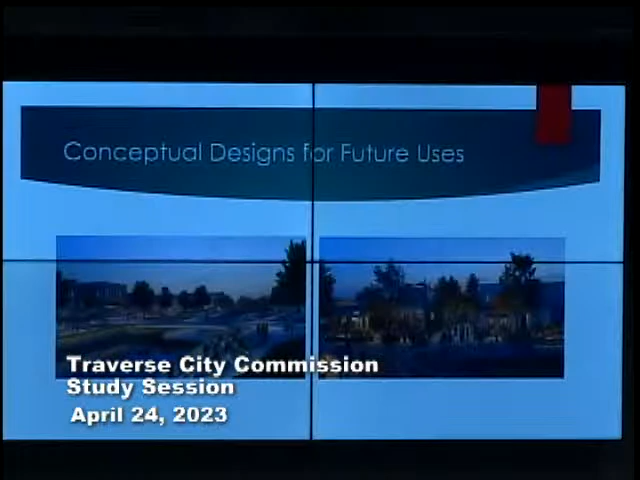 Conceptual Designs for Future Uses
Traverse City Commission
Study Session
April 24, 2023